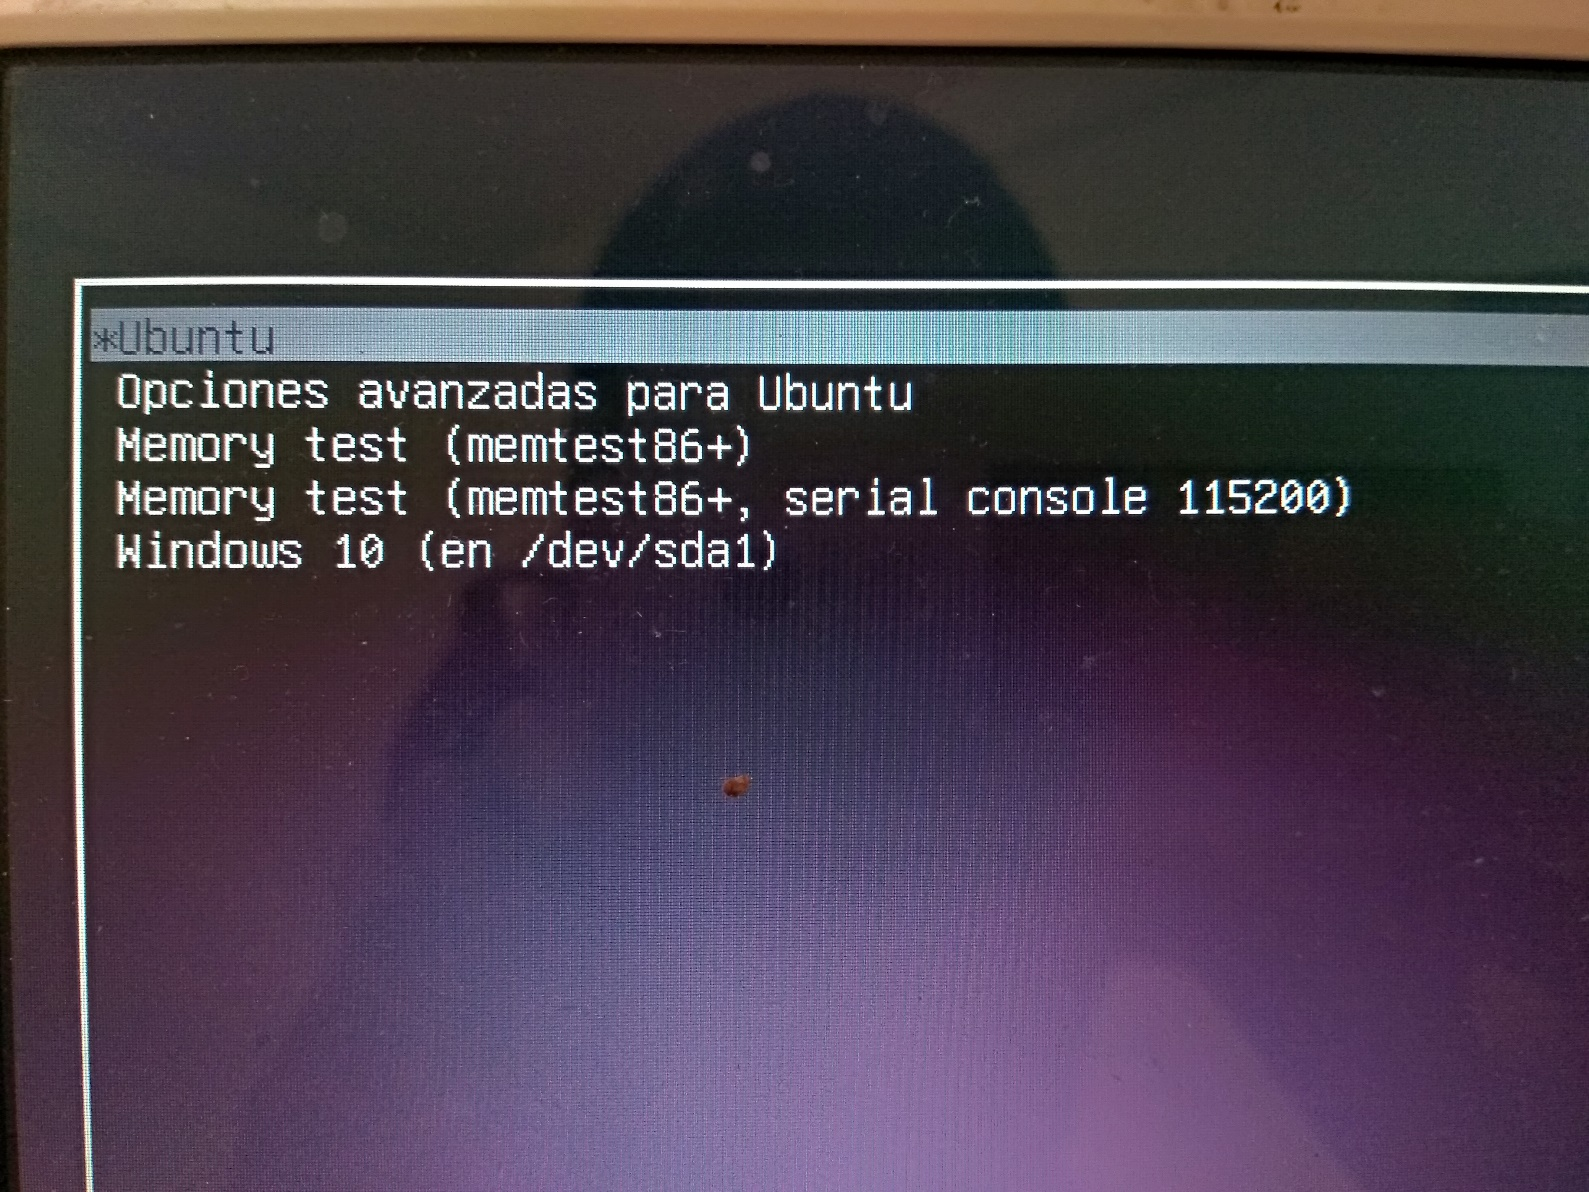 *Ubuntu
Opciones avanzadas para Ubuntu
Memory test (memtest86+)
Memory test (memtest86+, serial console 115200)
Windows 10 (en /dev/sda1)